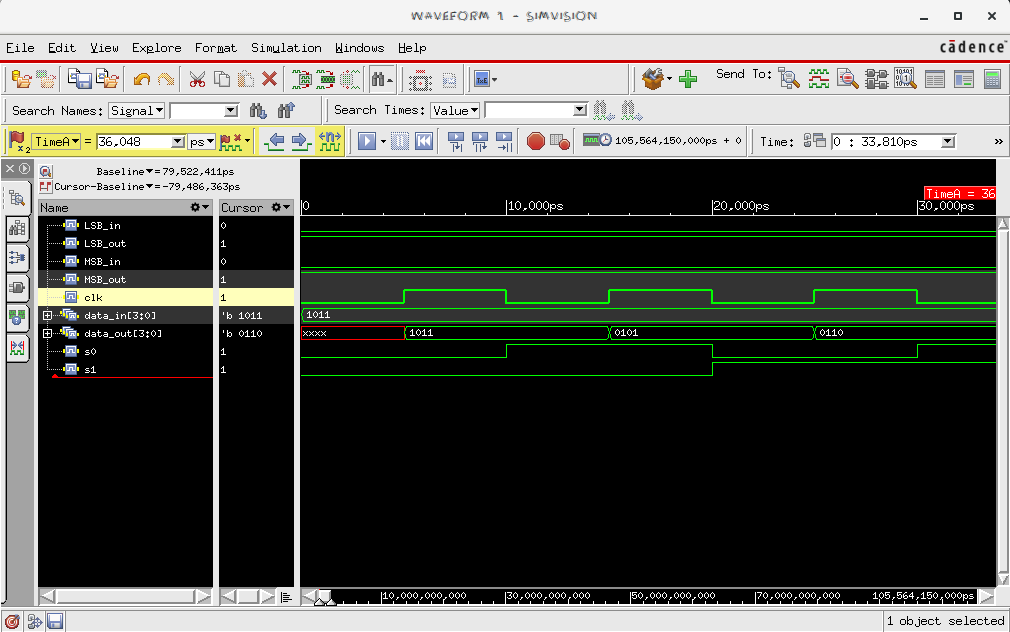 WAVEFORM 1 - SIMVISION
File Edit View Explore Format Simulation Windows Help
cādence
Send To:
Search Names: Signal
Search Times: Value
TimeA = 36,048 ps
105,564,150,000ps + 0
Time: 0 : 33,810ps
»
Baseline = 79,522,411ps
Cursor-Baseline = -79,486,363ps
TimeA = 36
Name Cursor
0 10,000ps 20,000ps 30,000ps
LSB_in 0
LSB_out 1
MSB_in 0
MSB_out 1
clk 1
data_in[3:0] 'b 1011 1011
data_out[3:0] 'b 0110 xxxx 1011 0101 0110
s0 1
s1 1
10,000,000,000 30,000,000,000 50,000,000,000 70,000,000,000 105,564,150,000ps
1 object selected